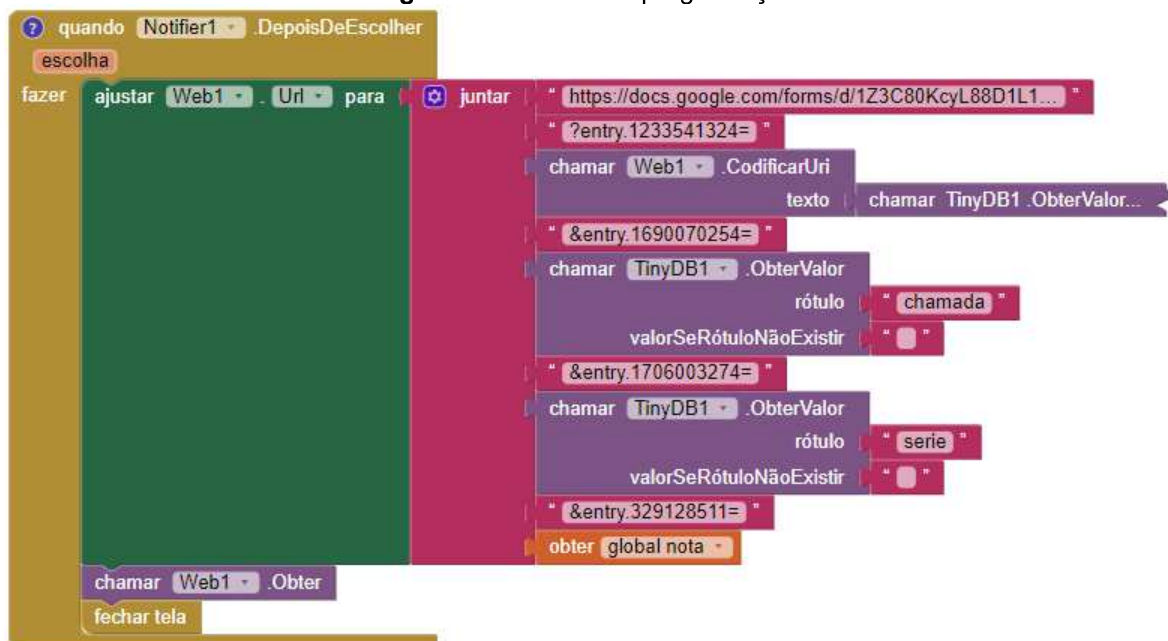 ? quando Notifier1 .DepoisDeEscolher
escolha
fazer ajustar Web1 . Url para juntar " https://docs.google.com/forms/d/1Z3C80KcyL88D1L1... "
" ?entry.1233541324= "
chamar Web1 .CodificarUri
texto chamar TinyDB1 .ObterValor...
" &entry.1690070254= "
chamar TinyDB1 .ObterValor
rótulo " chamada "
valorSeRótuloNãoExistir " "
" &entry.1706003274= "
chamar TinyDB1 .ObterValor
rótulo " serie "
valorSeRótuloNãoExistir " "
" &entry.329128511= "
obter global nota
chamar Web1 .Obter
fechar tela